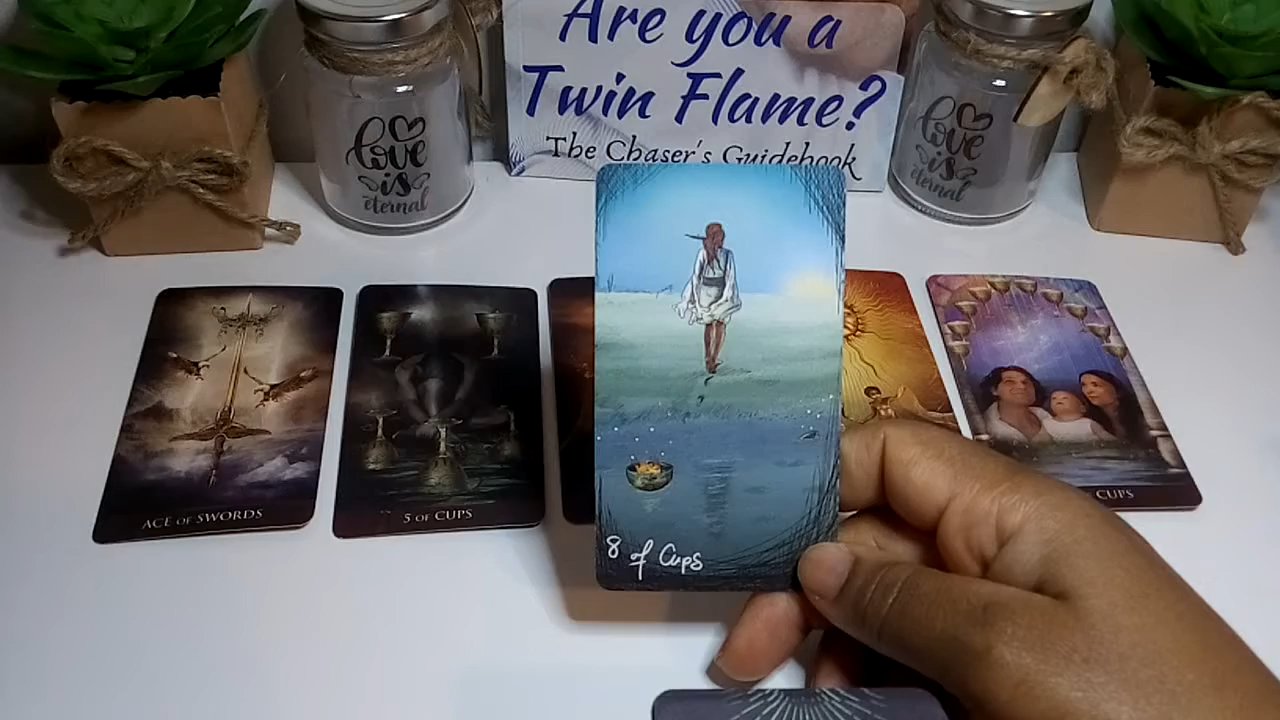 Are you a
Twin Flame?
The Chaser's Guidebook
love
is
eternal
love
is
eternal
ACE OF SWORDS
5 OF CUPS
8 of Cups
CUPS